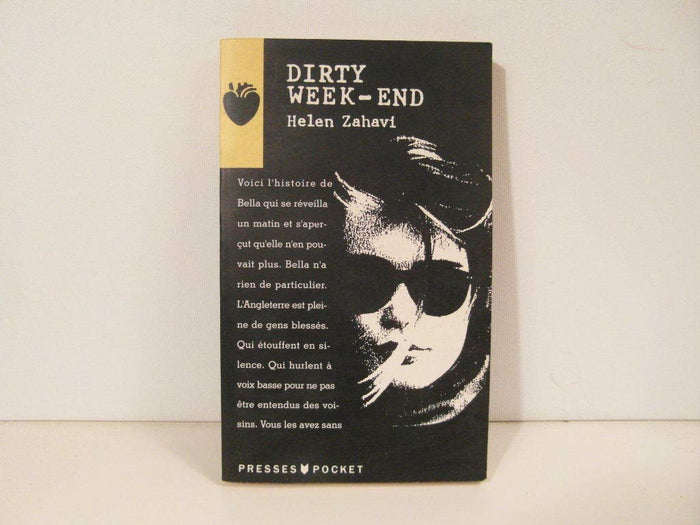 DIRTY
WEEK-END
Helen Zahavi
Voici l'histoire de
Bella qui se réveilla
un matin et s'aper-
çut qu'elle n'en pou-
vait plus. Bella n'a
rien de particulier.
L'Angleterre est plei-
ne de gens blessés.
Qui étouffent en si-
lence. Qui hurlent à
voix basse pour ne pas
être entendus des voi-
sins. Vous les avez sans
PRESSES POCKET